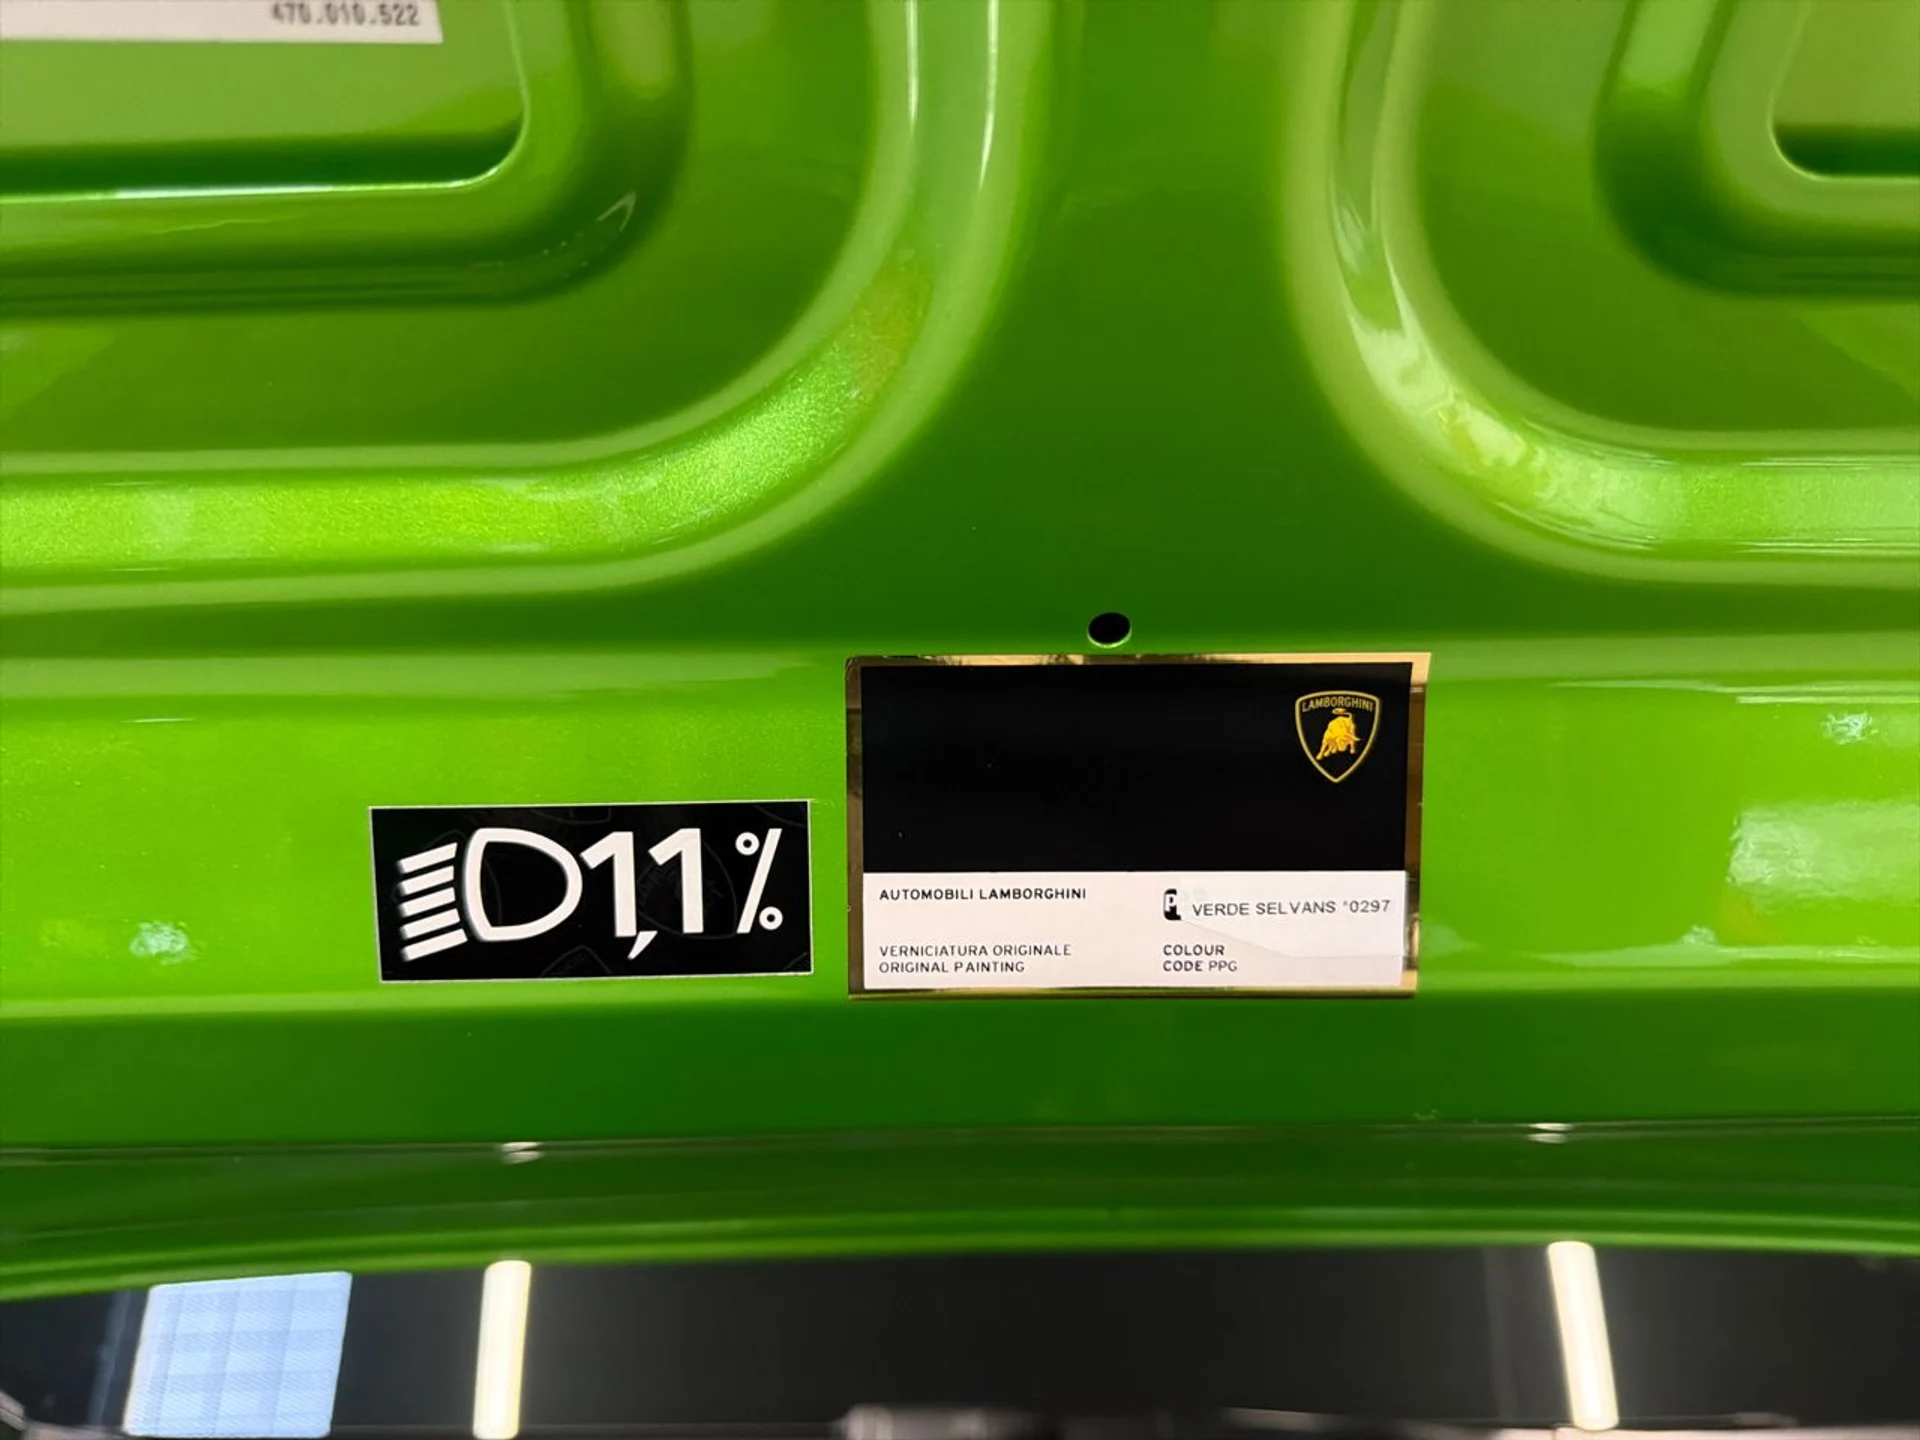 470.010.522
LAMBORGHINI
1,1%
AUTOMOBILI LAMBORGHINI
VERDE SELVANS *0297
VERNICIATURA ORIGINALE
ORIGINAL PAINTING
COLOUR
CODE PPG